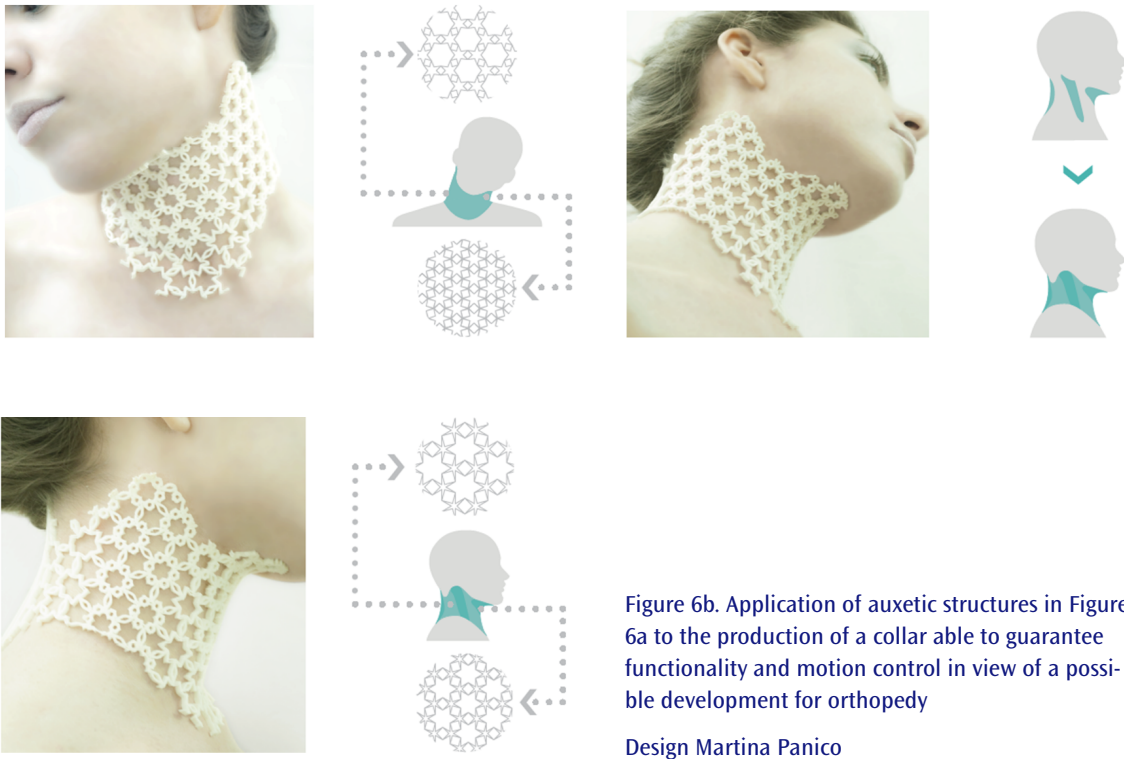 Figure 6b. Application of auxetic structures in Figure
6a to the production of a collar able to guarantee
functionality and motion control in view of a possi-
ble development for orthopedy
Design Martina Panico